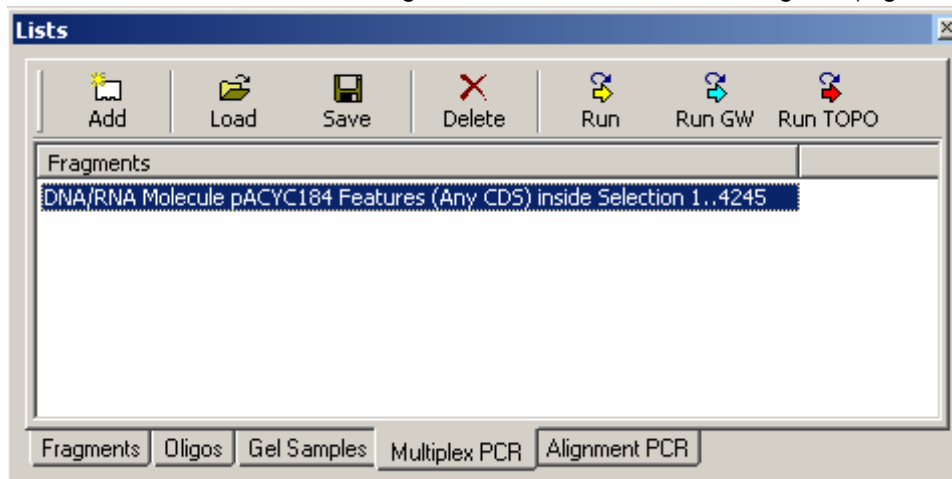 Lists
Add Load Save Delete Run Run GW Run TOPO
Fragments
DNA/RNA Molecule pACYC184 Features (Any CDS) inside Selection 1..4245
Fragments Oligos Gel Samples Multiplex PCR Alignment PCR